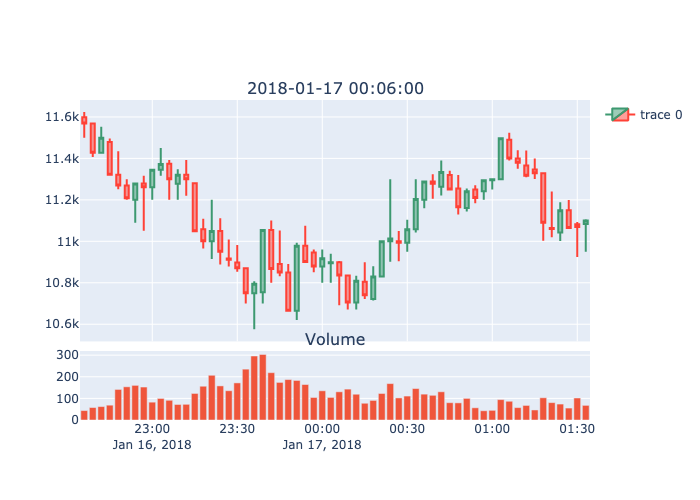 2018-01-17 00:06:00
11.6k
11.4k
11.2k
11k
10.8k
10.6k
trace 0
Volume
300
200
100
0
23:00 23:30 00:00 00:30 01:00 01:30
Jan 16, 2018 Jan 17, 2018